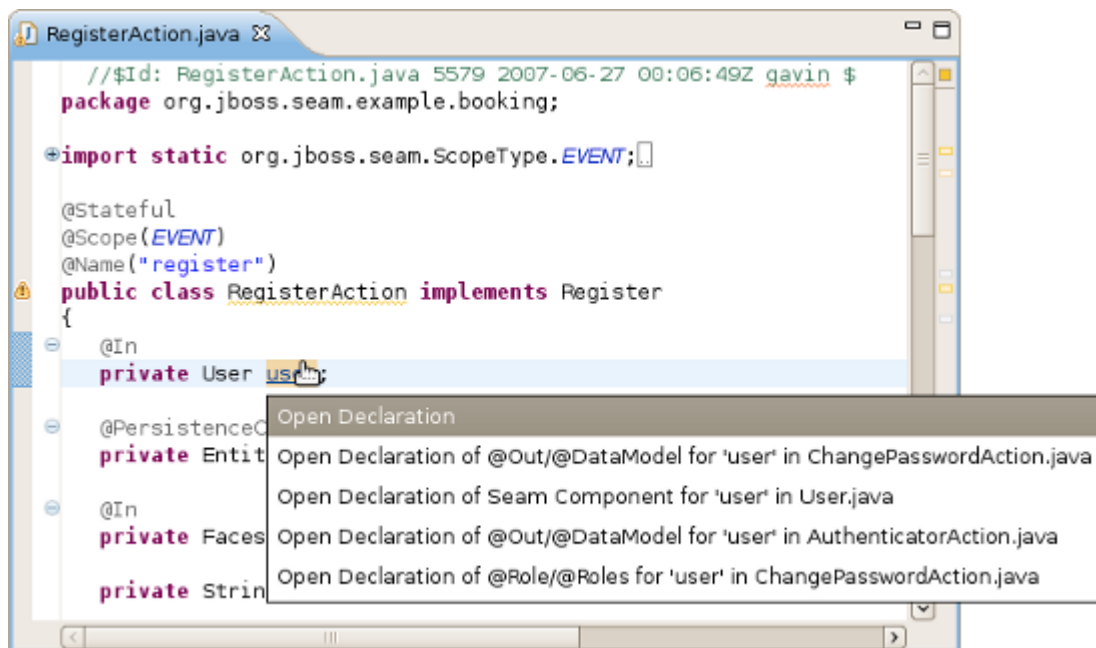 RegisterAction.java
//$Id: RegisterAction.java 5579 2007-06-27 00:06:49Z gavin $
package org.jboss.seam.example.booking;
import static org.jboss.seam.ScopeType.EVENT;
@Stateful
@Scope(EVENT)
@Name("register")
public class RegisterAction implements Register
{
@In
private User user;
Open Declaration
@PersistenceC
private Entit
Open Declaration of @Out/@DataModel for 'user' in ChangePasswordAction.java
Open Declaration of Seam Component for 'user' in User.java
@In
private Faces
Open Declaration of @Out/@DataModel for 'user' in AuthenticatorAction.java
Open Declaration of @Role/@Roles for 'user' in ChangePasswordAction.java
private Strin